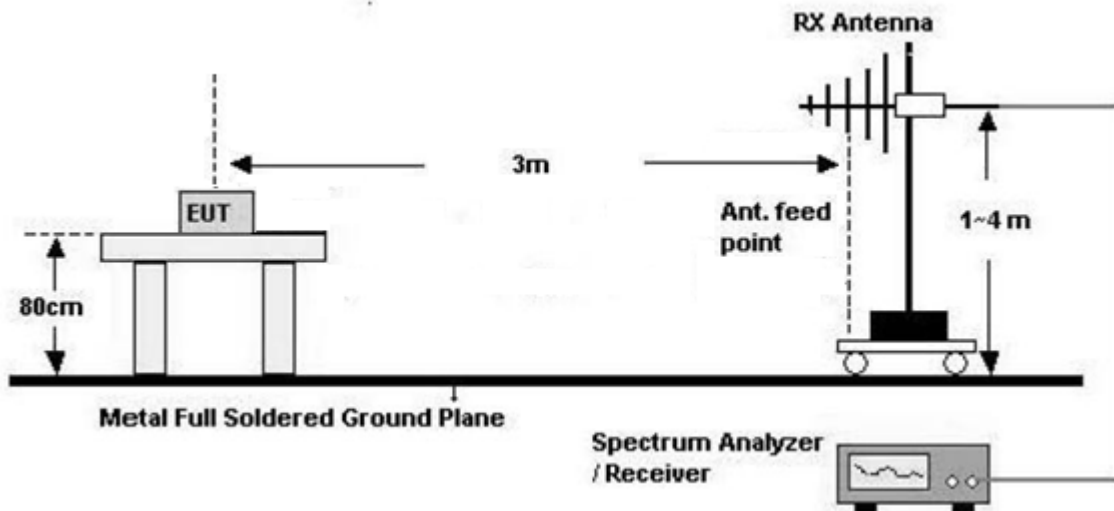 RX Antenna
3m
EUT
Ant. feed
point
1~4 m
80cm
Metal Full Soldered Ground Plane
Spectrum Analyzer
/ Receiver